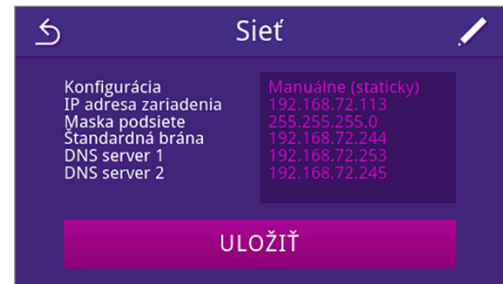 Sieť
Konfigurácia Manuálne (staticky)
IP adresa zariadenia 192.168.72.113
Maska podsiete 255.255.255.0
Štandardná brána 192.168.72.244
DNS server 1 192.168.72.253
DNS server 2 192.168.72.245
ULOŽIŤ